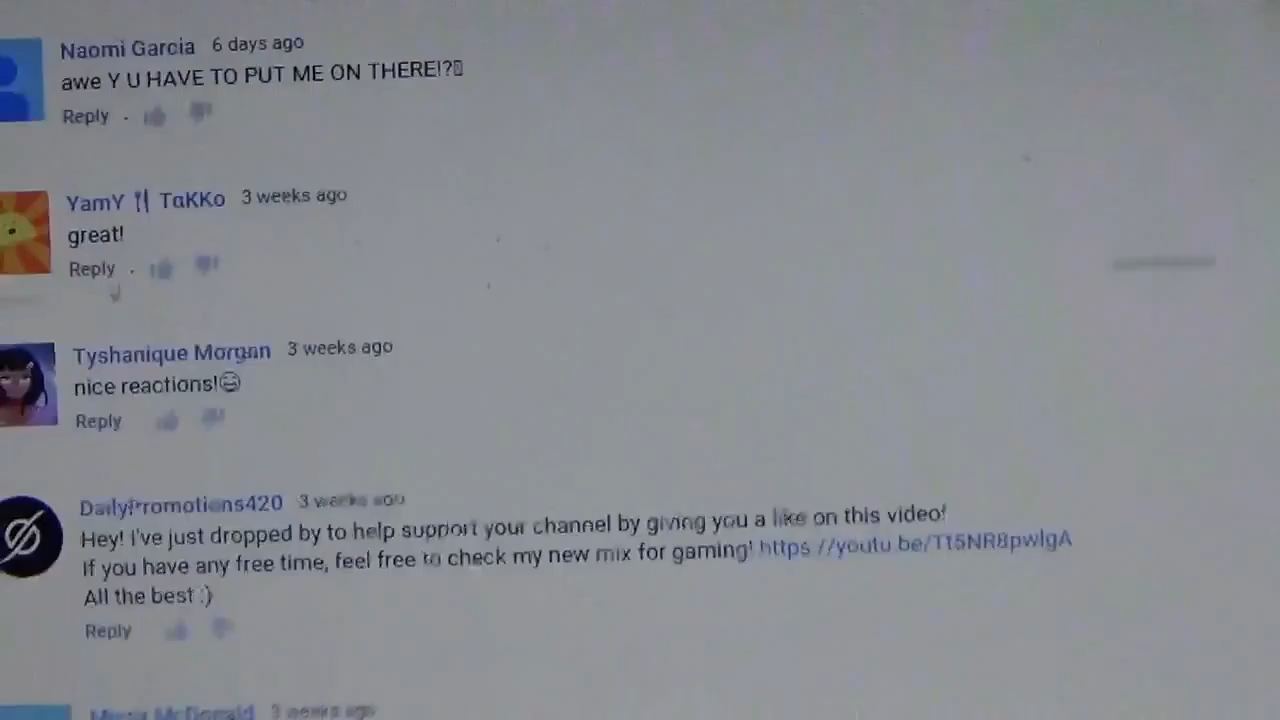 Naomi Garcia 6 days ago
awe Y U HAVE TO PUT ME ON THERE!?
Reply
YamY 🍴 TaKKo 3 weeks ago
great!
Reply
Tyshanique Morgan 3 weeks ago
nice reactions!😄
Reply
DailyPromotions420 3 weeks ago
Hey! I've just dropped by to help support your channel by giving you a like on this video!
If you have any free time, feel free to check my new mix for gaming! https://youtu.be/Tt5NR8pwlgA
All the best :)
Reply
McDonald 3 weeks ago